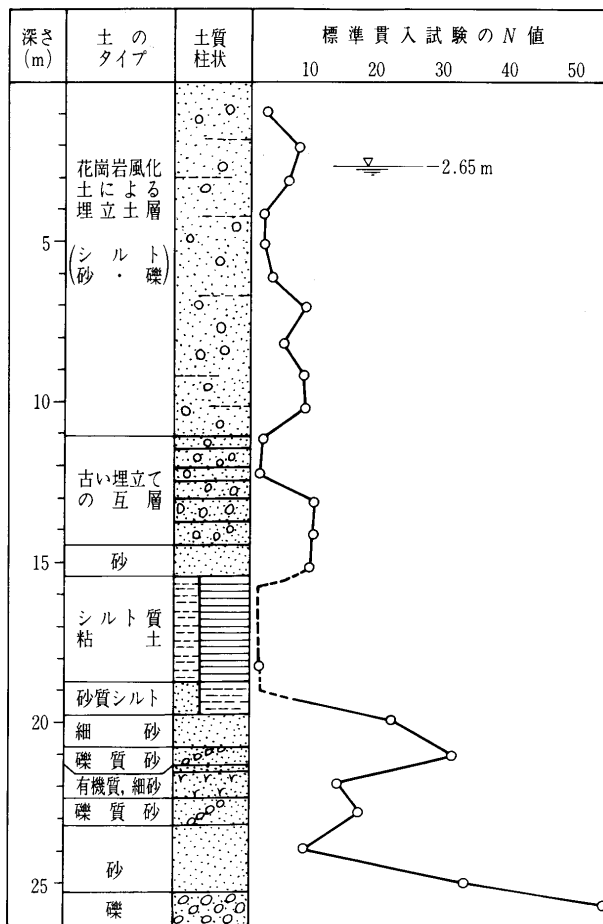 深さ
(m)
土の
タイプ
土質
柱状
標準貫入試験のN値
10 20 30 40 50
花崗岩風化
土による
埋立土層
(シルト
砂・礫)
−2.65 m
5
10
古い埋立て
の互層
砂
15
シルト質
粘土
砂質シルト
20
細砂
礫質砂
有機質,細砂
礫質砂
砂
25
礫